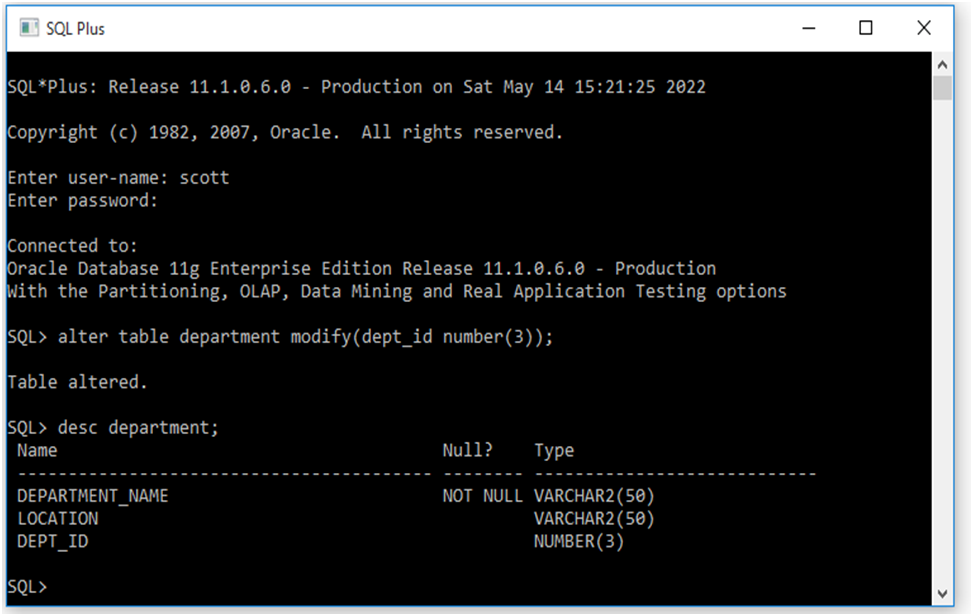 SQL Plus
SQL*Plus: Release 11.1.0.6.0 - Production on Sat May 14 15:21:25 2022
Copyright (c) 1982, 2007, Oracle.  All rights reserved.
Enter user-name: scott
Enter password:
Connected to:
Oracle Database 11g Enterprise Edition Release 11.1.0.6.0 - Production
With the Partitioning, OLAP, Data Mining and Real Application Testing options
SQL> alter table department modify(dept_id number(3));
Table altered.
SQL> desc department;
Name                                      Null?    Type
----------------------------------------- -------- ----------------------------
DEPARTMENT_NAME                           NOT NULL VARCHAR2(50)
LOCATION                                           VARCHAR2(50)
DEPT_ID                                            NUMBER(3)
SQL>